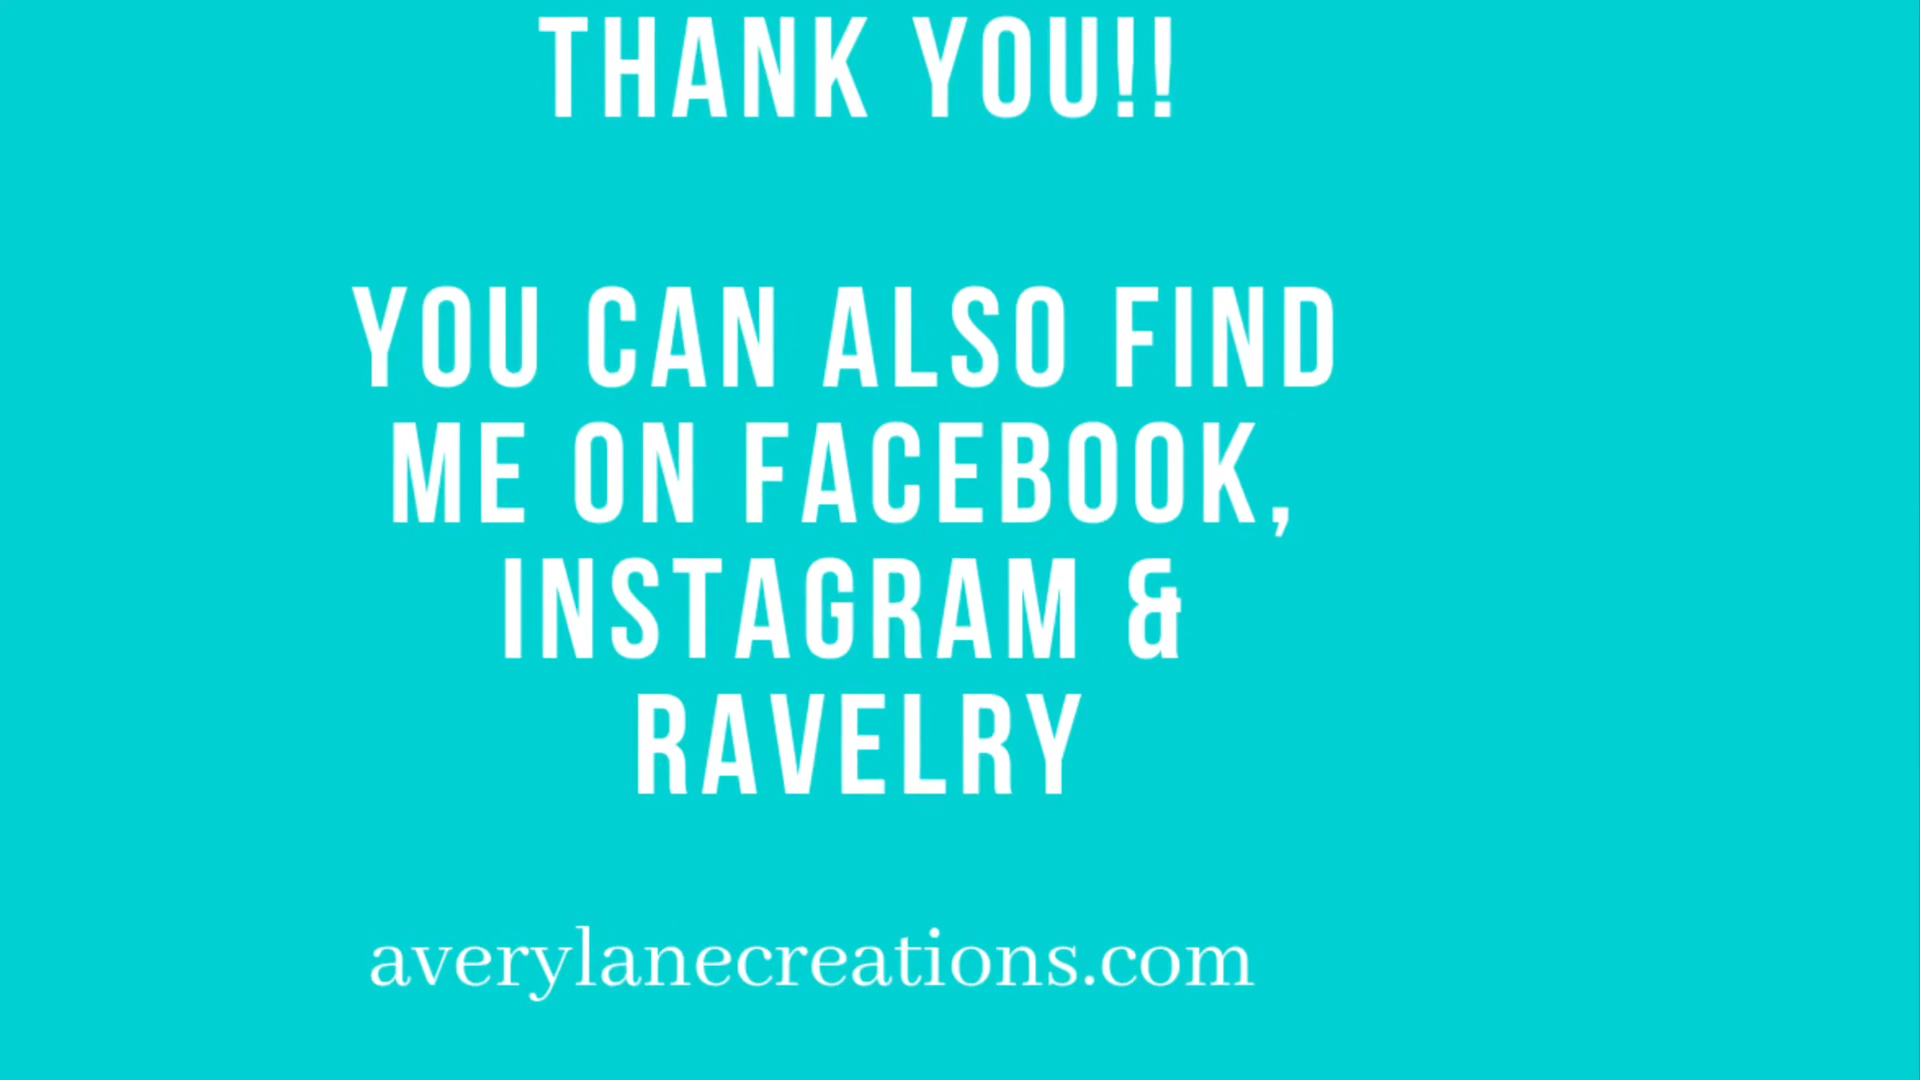 THANK YOU!!
YOU CAN ALSO FIND
ME ON FACEBOOK,
INSTAGRAM &
RAVELRY
averylanecreations.com